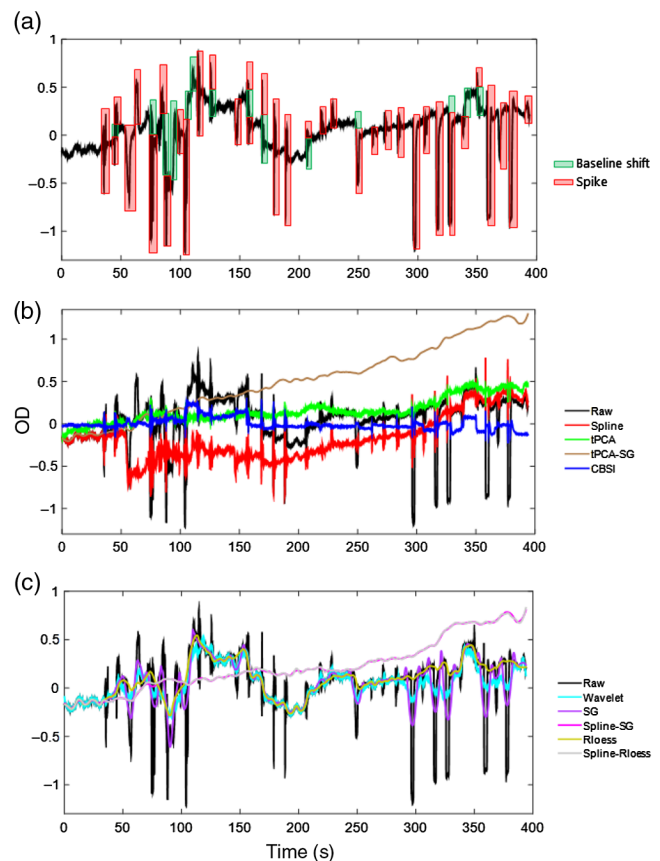 (a)
1
0.5
0
−0.5
−1
0 50 100 150 200 250 300 350 400
Baseline shift
Spike
(b)
OD
1
0.5
0
−0.5
−1
0 50 100 150 200 250 300 350 400
Raw
Spline
tPCA
tPCA-SG
CBSI
(c)
1
0.5
0
−0.5
−1
0 50 100 150 200 250 300 350 400
Raw
Wavelet
SG
Spline-SG
Rloess
Spline-Rloess
Time (s)